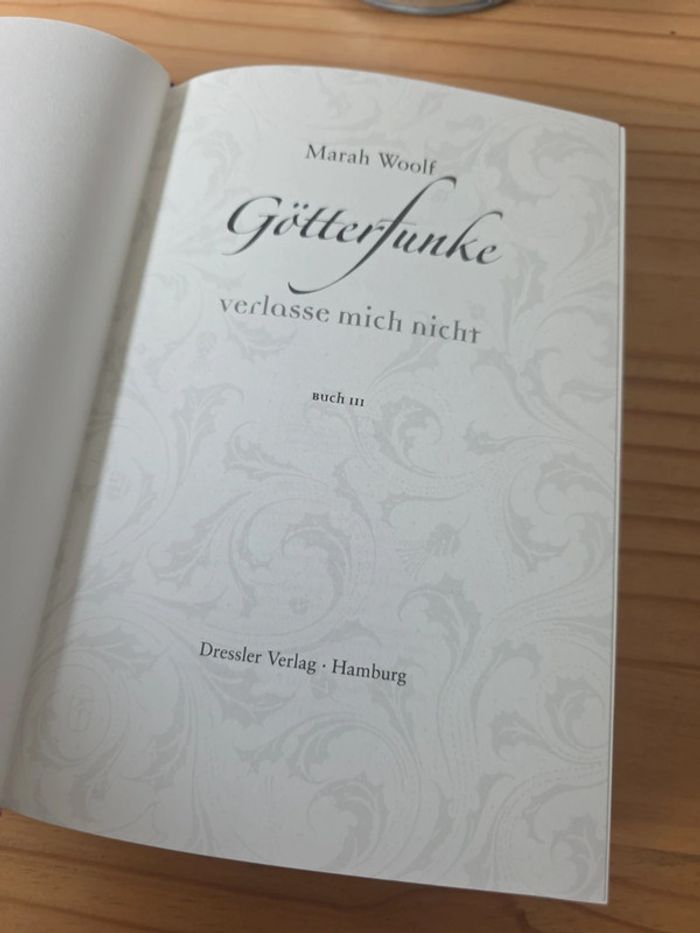 Marah Woolf
Götterfunke
verlasse mich nicht
Buch III
Dressler Verlag · Hamburg